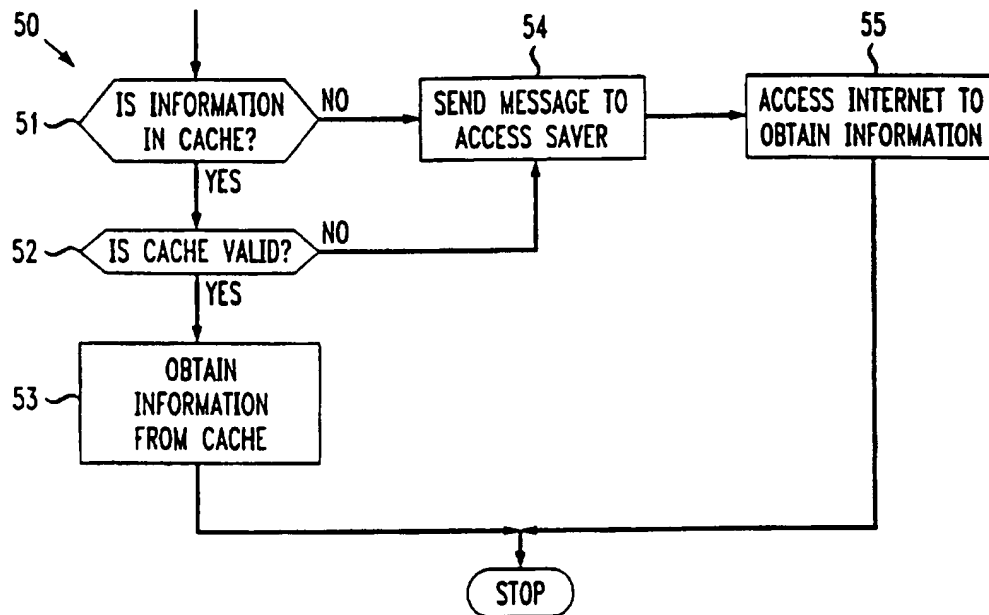 50
54
55
51
IS INFORMATION
IN CACHE?
NO
SEND MESSAGE TO
ACCESS SAVER
ACCESS INTERNET TO
OBTAIN INFORMATION
YES
52
IS CACHE VALID?
NO
YES
53
OBTAIN
INFORMATION
FROM CACHE
STOP